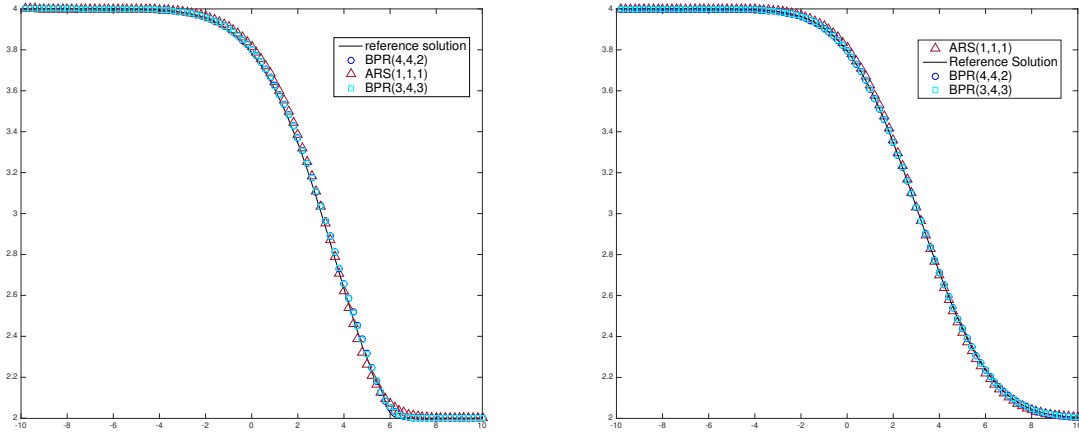 4
3.8
3.6
3.4
3.2
3
2.8
2.6
2.4
2.2
2
-10 -8 -6 -4 -2 0 2 4 6 8 10
reference solution
BPR(4,4,2)
ARS(1,1,1)
BPR(3,4,3)
4
3.8
3.6
3.4
3.2
3
2.8
2.6
2.4
2.2
2
-10 -8 -6 -4 -2 0 2 4 6 8 10
ARS(1,1,1)
Reference Solution
BPR(4,4,2)
BPR(3,4,3)